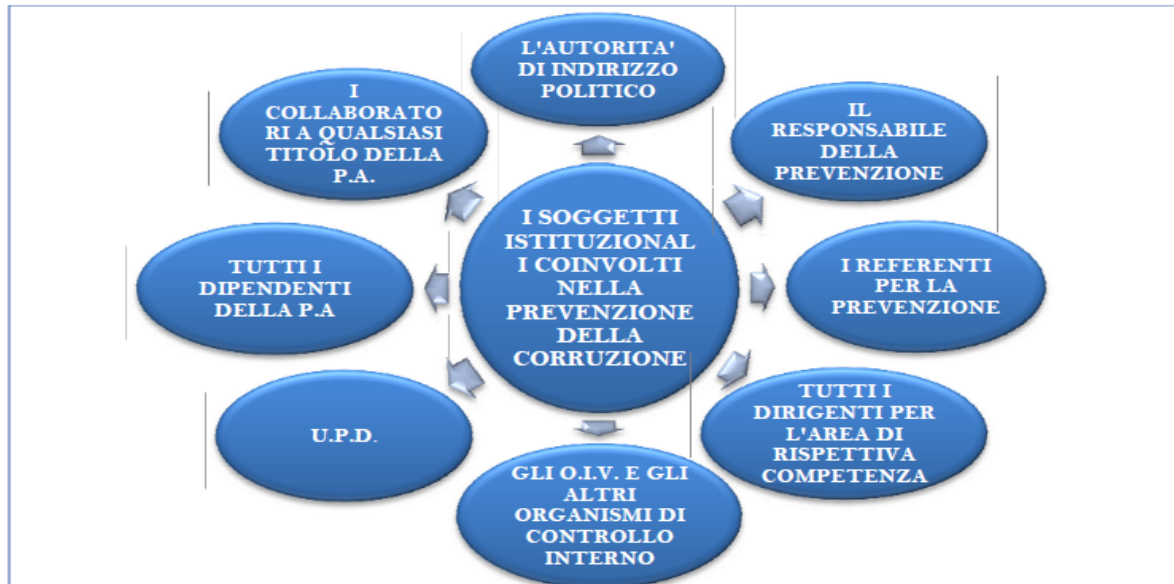 L'AUTORITA'
DI INDIRIZZO
POLITICO
IL
RESPONSABILE
DELLA
PREVENZIONE
I REFERENTI
PER LA
PREVENZIONE
TUTTI I
DIRIGENTI PER
L'AREA DI
RISPETTIVA
COMPETENZA
GLI O.I.V. E GLI
ALTRI
ORGANISMI DI
CONTROLLO
INTERNO
U.P.D.
TUTTI I
DIPENDENTI
DELLA P.A
I
COLLABORATO
RI A QUALSIASI
TITOLO DELLA
P.A.
I SOGGETTI
ISTITUZIONAL
I COINVOLTI
NELLA
PREVENZIONE
DELLA
CORRUZIONE